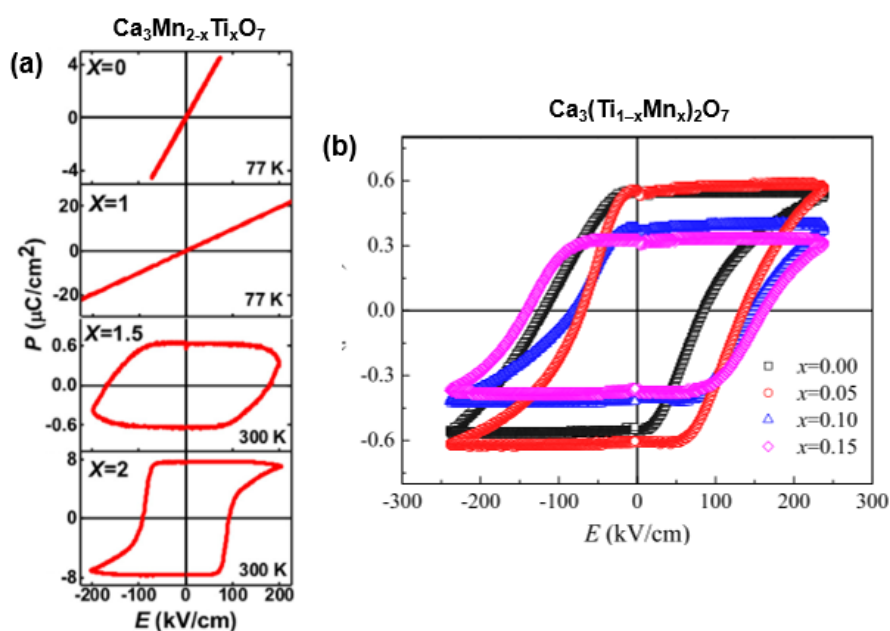 Ca₃Mn₂₋ₓTiₓO₇
(a)
X=0
4
0
-4
77 K
X=1
20
0
-20
77 K
X=1.5
0.6
0.0
-0.6
300 K
X=2
8
0
-8
300 K
P (μC/cm²)
-200 -100 0 100 200
E (kV/cm)
Ca₃(Ti₁₋ₓMnₓ)₂O₇
(b)
0.6
0.3
0.0
-0.3
-0.6
x=0.00
x=0.05
x=0.10
x=0.15
-300 -200 -100 0 100 200 300
E (kV/cm)